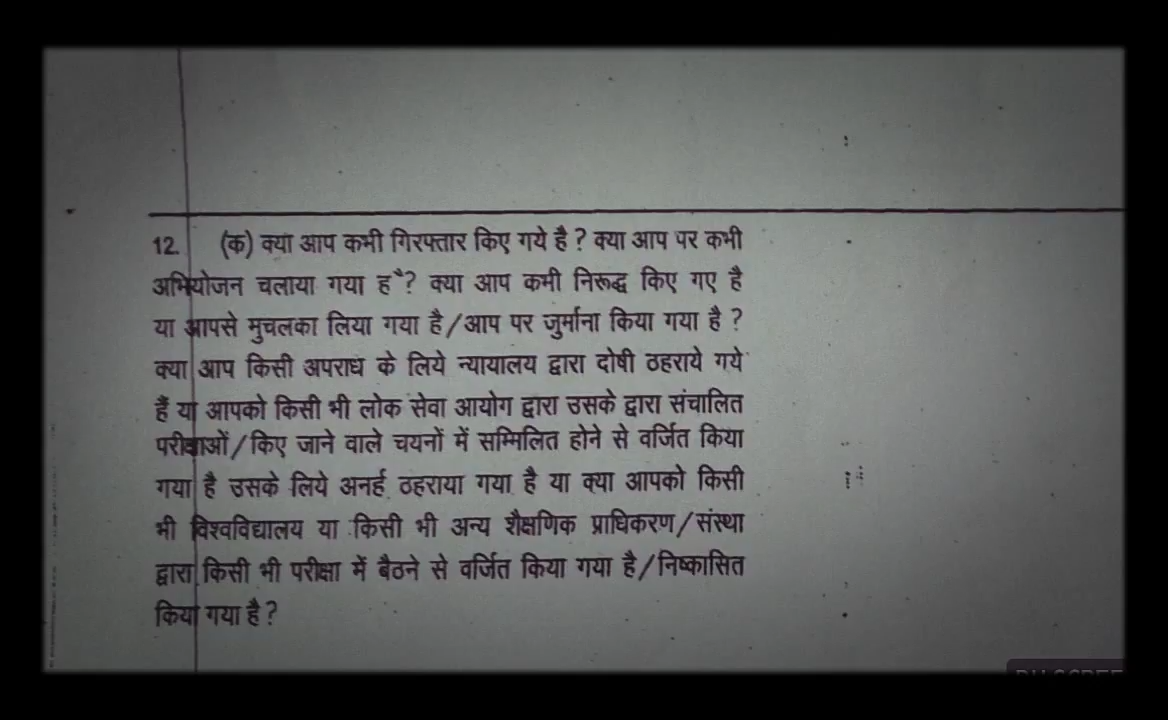 12. (क) क्या आप कभी गिरफ्तार किए गये है ? क्या आप पर कभी
अभियोजन चलाया गया है? क्या आप कभी निरूद्ध किए गए है
या आपसे मुचलका लिया गया है/आप पर जुर्माना किया गया है ?
क्या आप किसी अपराध के लिये न्यायालय द्वारा दोषी ठहराये गये
हैं या आपको किसी भी लोक सेवा आयोग द्वारा उसके द्वारा संचालित
परीक्षाओं/किए जाने वाले चयनों में सम्मिलित होने से वर्जित किया
गया है उसके लिये अनर्ह ठहराया गया है या क्या आपको किसी
भी विश्वविद्यालय या किसी भी अन्य शैक्षणिक प्राधिकरण/संस्था
द्वारा किसी भी परीक्षा में बैठने से वर्जित किया गया है/निष्कासित
किया गया है?